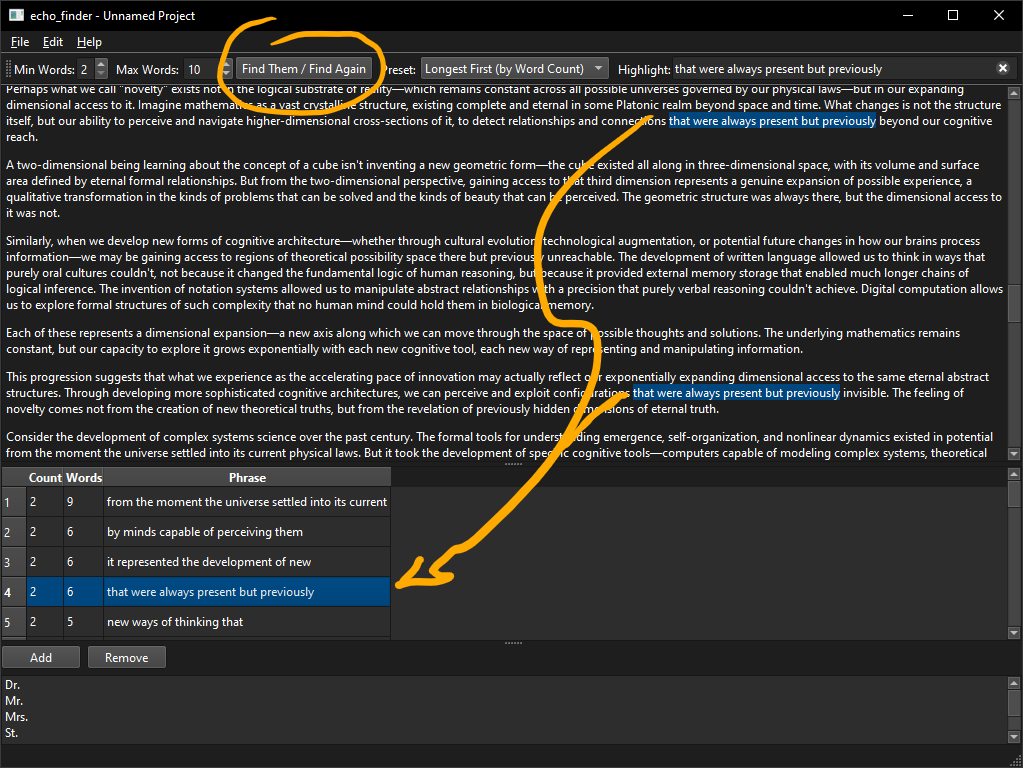 echo_finder - Unnamed Project
File Edit Help
Min Words: 2 Max Words: 10 Find Them / Find Again Preset: Longest First (by Word Count) Highlight: that were always present but previously
Perhaps what we call "novelty" exists not in the logical substrate of reality—which remains constant across all possible universes governed by our physical laws—but in our expanding
dimensional access to it. Imagine mathematics as a vast crystalline structure, existing complete and eternal in some Platonic realm beyond space and time. What changes is not the structure
itself, but our ability to perceive and navigate higher-dimensional cross-sections of it, to detect relationships and connections that were always present but previously beyond our cognitive
reach.
A two-dimensional being learning about the concept of a cube isn't inventing a new geometric form—the cube existed all along in three-dimensional space, with its volume and surface
area defined by eternal formal relationships. But from the two-dimensional perspective, gaining access to that third dimension represents a genuine expansion of possible experience, a
qualitative transformation in the kinds of problems that can be solved and the kinds of beauty that can be perceived. The geometric structure was always there, but the dimensional access to
it was not.
Similarly, when we develop new forms of cognitive architecture—whether through cultural evolution, technological augmentation, or potential future changes in how our brains process
information—we may be gaining access to regions of theoretical possibility space there but previously unreachable. The development of written language allowed us to think in ways that
purely oral cultures couldn't, not because it changed the fundamental logic of human reasoning, but because it provided external memory storage that enabled much longer chains of
logical inference. The invention of notation systems allowed us to manipulate abstract relationships with a precision that purely verbal reasoning couldn't achieve. Digital computation allows
us to explore formal structures of such complexity that no human mind could hold them in biological memory.
Each of these represents a dimensional expansion—a new axis along which we can move through the space of possible thoughts and solutions. The underlying mathematics remains
constant, but our capacity to explore it grows exponentially with each new cognitive tool, each new way of representing and manipulating information.
This progression suggests that what we experience as the accelerating pace of innovation may actually reflect our exponentially expanding dimensional access to the same eternal abstract
structures. Through developing more sophisticated cognitive architectures, we can perceive and exploit configurations that were always present but previously invisible. The feeling of
novelty comes not from the creation of new theoretical truths, but from the revelation of previously hidden dimensions of eternal truth.
Consider the development of complex systems science over the past century. The formal tools for understanding emergence, self-organization, and nonlinear dynamics existed in potential
from the moment the universe settled into its current physical laws. But it took the development of specific cognitive tools—computers capable of modeling complex systems, theoretical
Count Words Phrase
1 2 9 from the moment the universe settled into its current
2 2 6 by minds capable of perceiving them
3 2 6 it represented the development of new
4 2 6 that were always present but previously
5 2 5 new ways of thinking that
Add Remove
Dr.
Mr.
Mrs.
St.